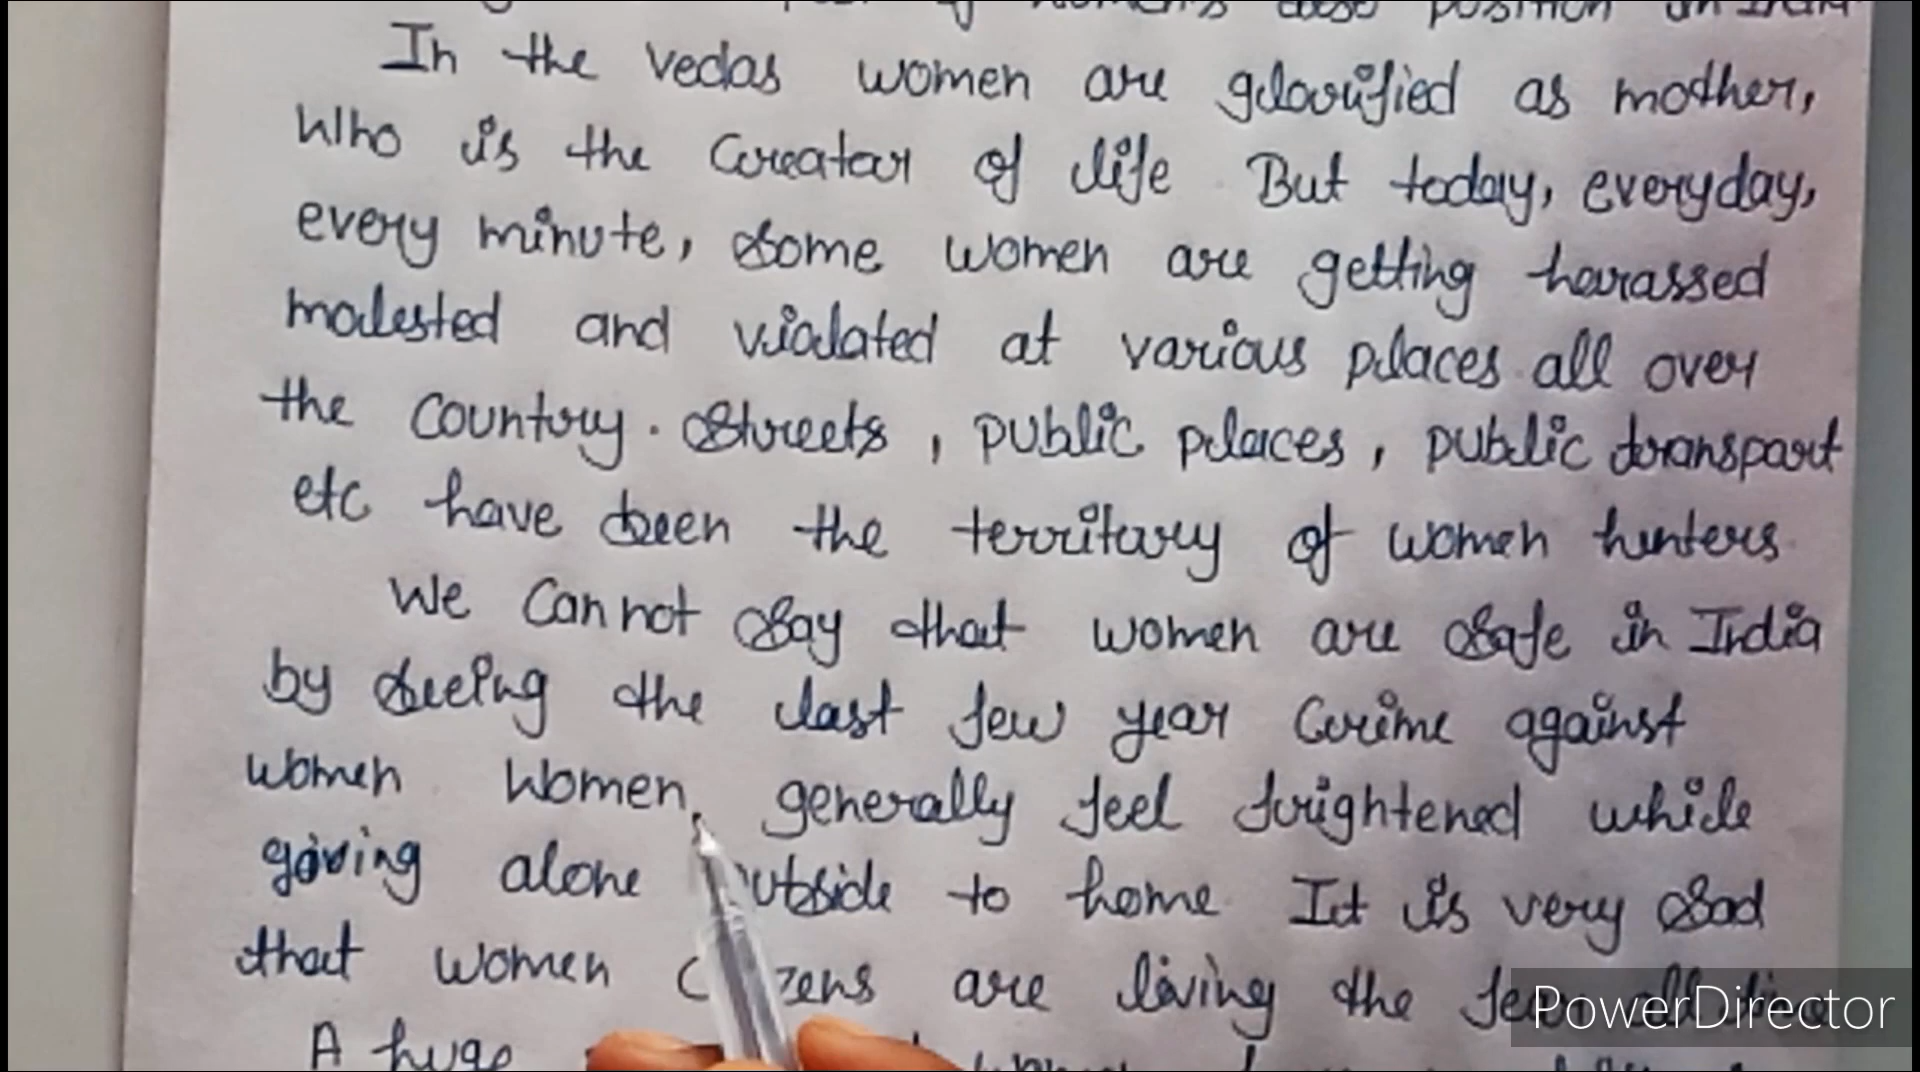 position in India
In the vedas women are glorified as mother,
Who is the Creator of life But today, everyday,
every minute, some women are getting harassed
molested and violated at various places all over
the Country. Streets, public places, public transport
etc have been the territory of women hunters.
We Can not Say that women are Safe in India
by seeing the last few year Crime against
women Women generally feel frightened while
alone to home It is very Sad
that women are living the
A huge
PowerDirector